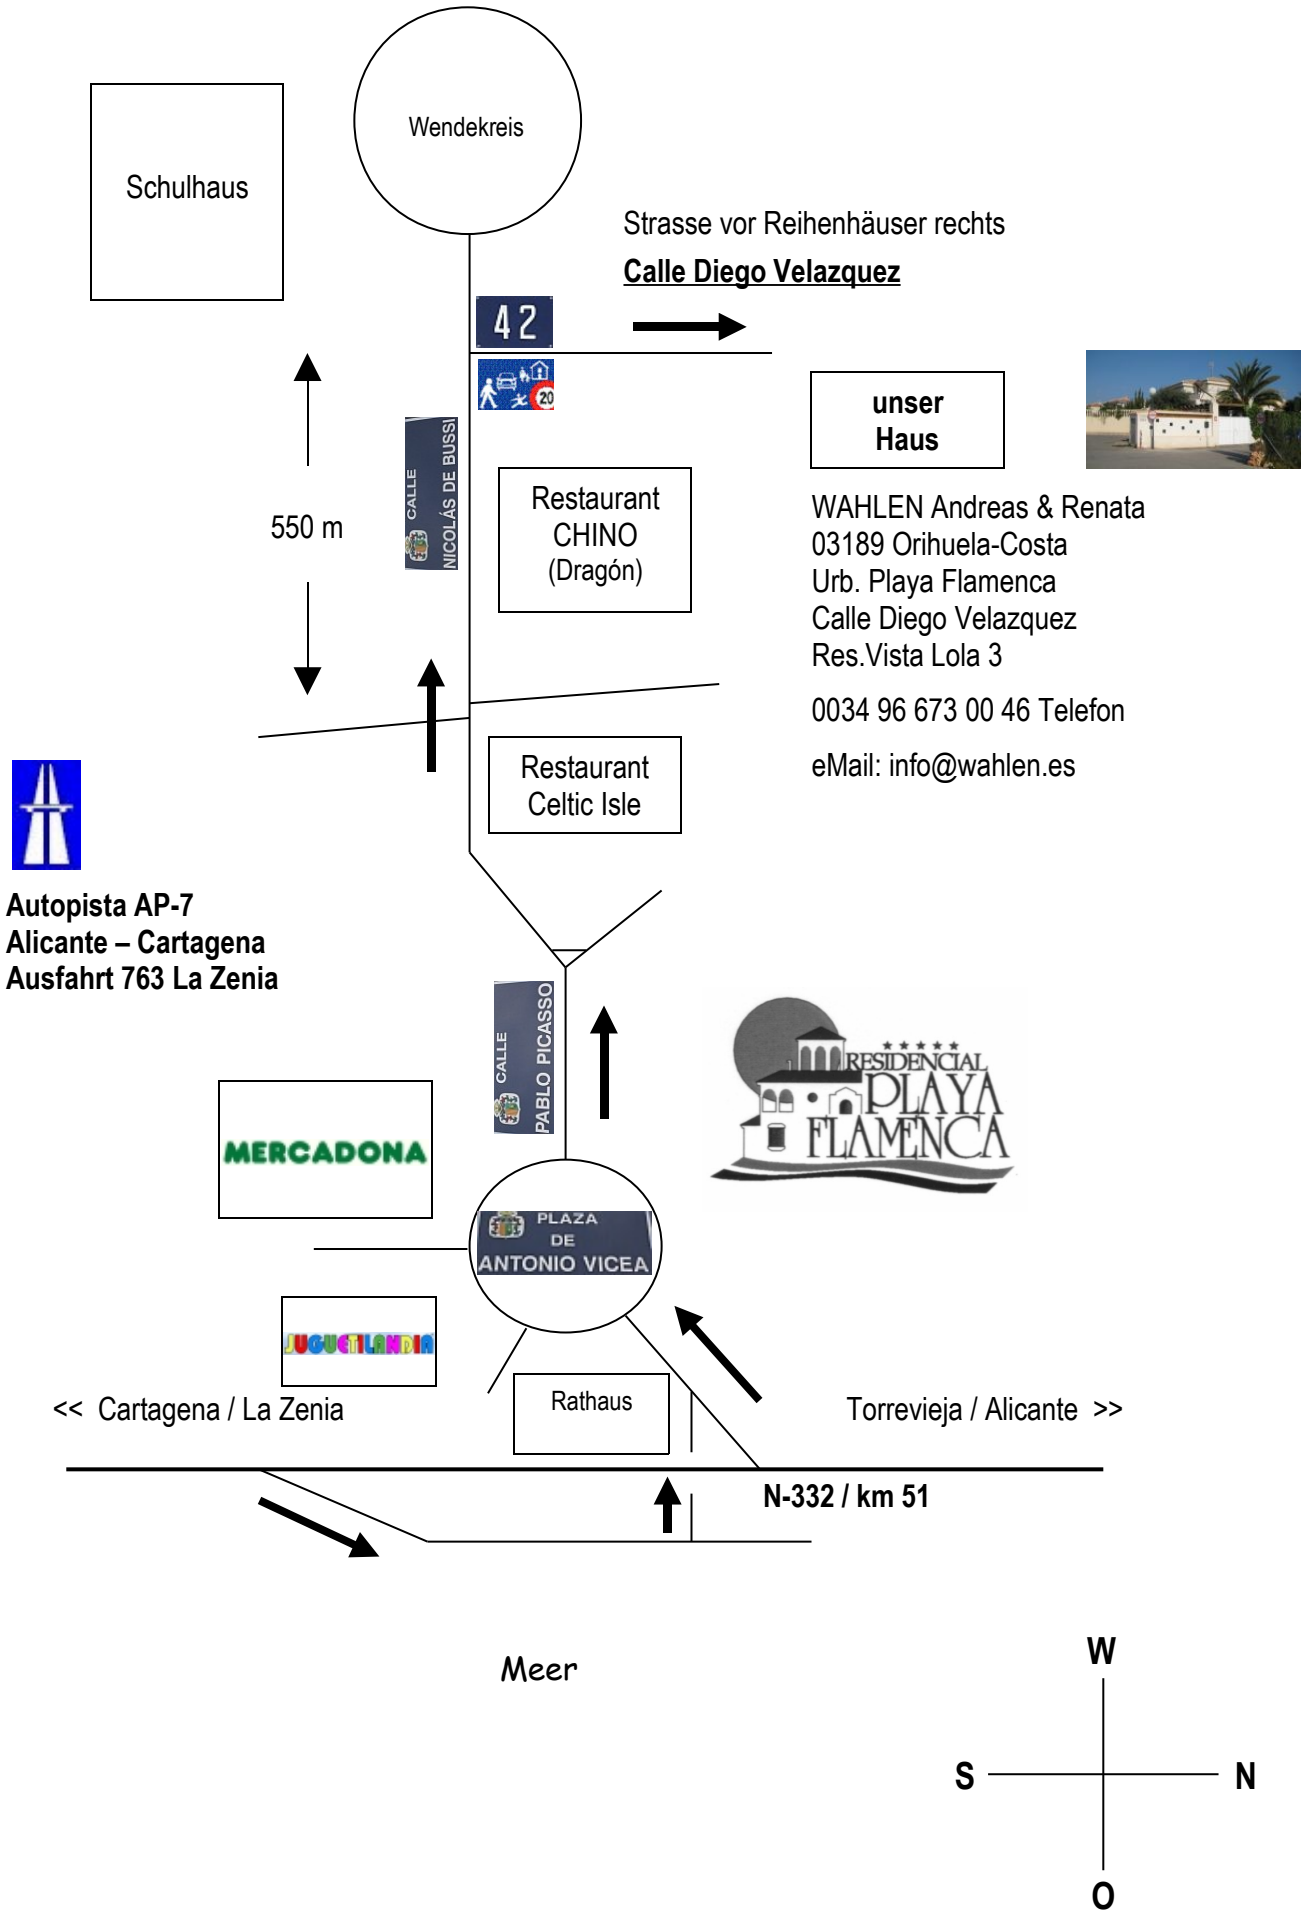 Wendekreis
Schulhaus
Strasse vor Reihenhäuser rechts
Calle Diego Velazquez
42
20
unser
Haus
CALLE
NICOLÁS DE BUSSI
Restaurant
CHINO
(Dragón)
550 m
WAHLEN Andreas & Renata
03189 Orihuela-Costa
Urb. Playa Flamenca
Calle Diego Velazquez
Res.Vista Lola 3
0034 96 673 00 46 Telefon
eMail: info@wahlen.es
Restaurant
Celtic Isle
Autopista AP-7
Alicante – Cartagena
Ausfahrt 763 La Zenia
CALLE
PABLO PICASSO
RESIDENCIAL
PLAYA
FLAMENCA
MERCADONA
PLAZA
DE
ANTONIO VICEA
JUGUETILANDIA
Rathaus
<< Cartagena / La Zenia
Torrevieja / Alicante >>
N-332 / km 51
Meer
W
S
N
O